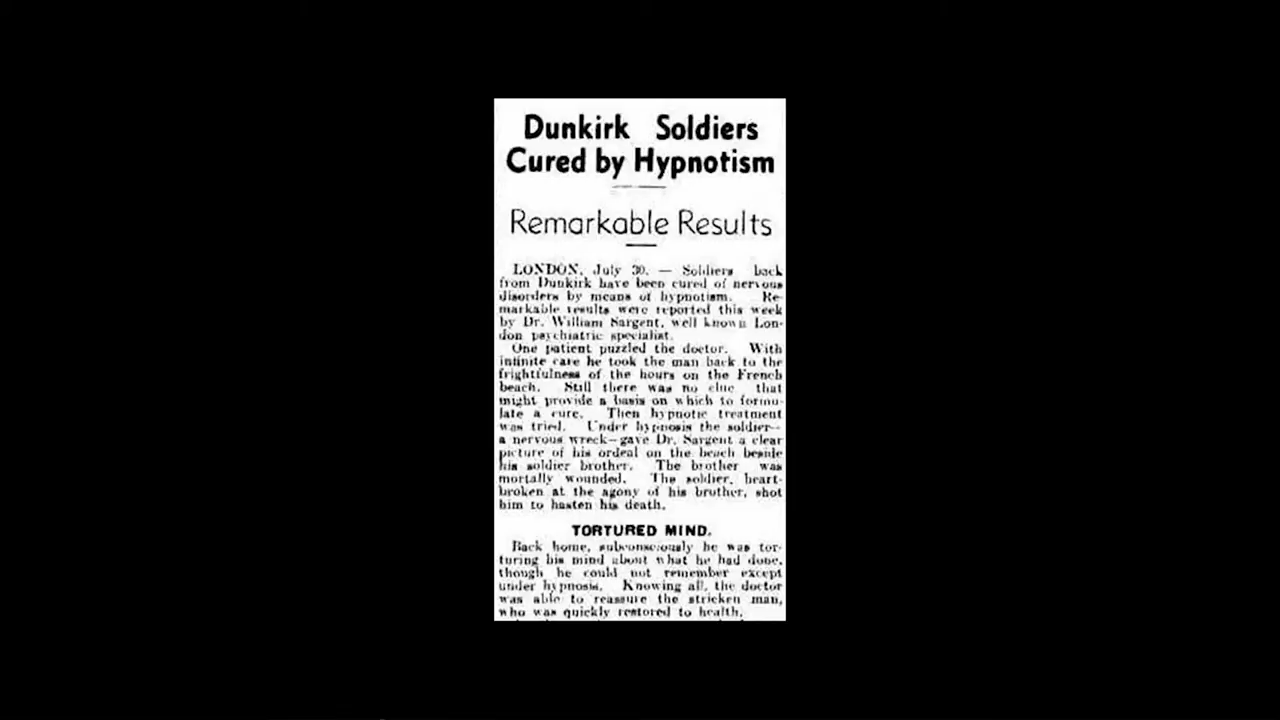 Dunkirk Soldiers
Cured by Hypnotism
Remarkable Results
LONDON, July 30. — Soldiers back
from Dunkirk have been cured of nervous
disorders by means of hypnotism. Re-
markable results were reported this week
by Dr. William Sargent, well known Lon-
don psychiatric specialist.
One patient puzzled the doctor. With
infinite care he took the man back to the
frightfulness of the hours on the French
beach. Still there was no clue that
might provide a basis on which to formu-
late a cure. Then hypnotic treatment
was tried. Under hypnosis the soldier—
a nervous wreck—gave Dr. Sargent a clear
picture of his ordeal on the beach beside
his soldier brother. The brother was
mortally wounded. The soldier, heart-
broken at the agony of his brother, shot
him to hasten his death.
TORTURED MIND.
Back home, subconsciously he was tor-
turing his mind about what he had done,
though he could not remember except
under hypnosis. Knowing all, the doctor
was able to reassure the stricken man,
who was quickly restored to health.